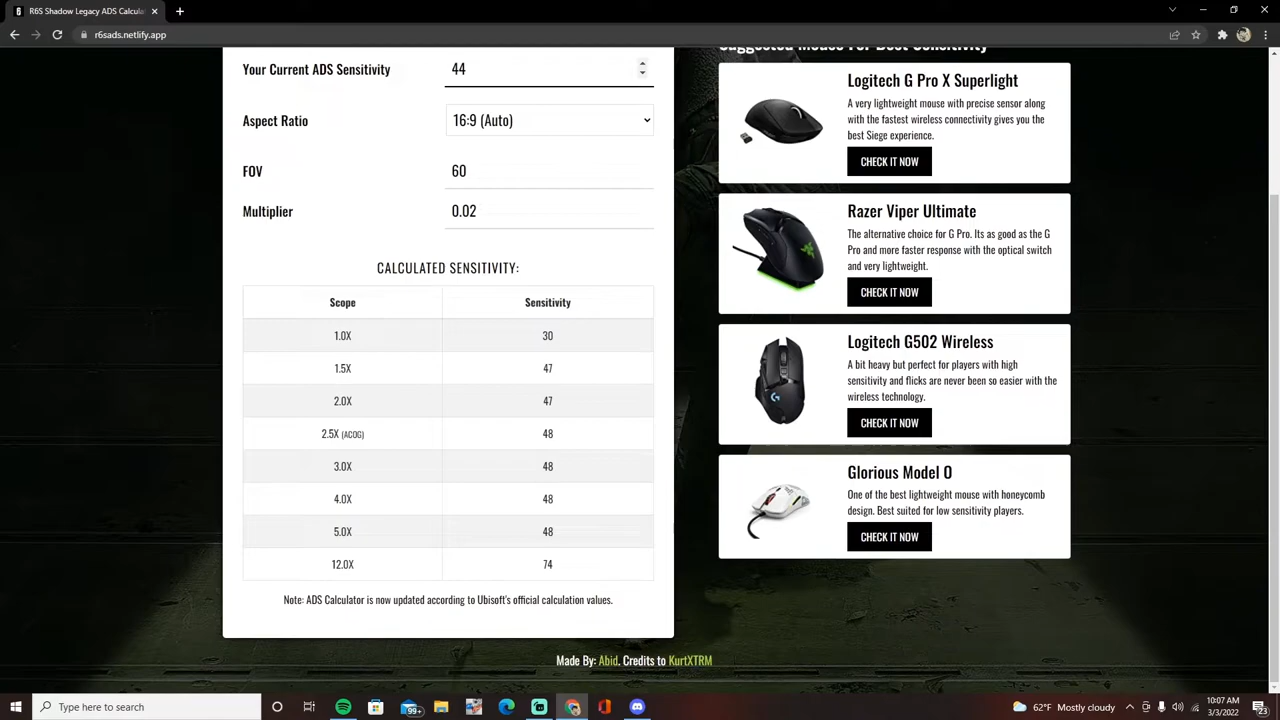 R6S Shadow Legacy ADS Calcula
r6sads.netlify.app
Your Current ADS Sensitivity 44
Aspect Ratio 16:9 (Auto)
FOV 60
Multiplier 0.02
CALCULATED SENSITIVITY:
Scope Sensitivity
1.0X 30
1.5X 47
2.0X 47
2.5X (ACOG) 48
3.0X 48
4.0X 48
5.0X 48
12.0X 74
Note: ADS Calculator is now updated according to Ubisoft's official calculation values.
Suggested Mouse For Best Sensitivity
Logitech G Pro X Superlight
A very lightweight mouse with precise sensor along
with the fastest wireless connectivity gives you the
best Siege experience.
CHECK IT NOW
Razer Viper Ultimate
The alternative choice for G Pro. Its as good as the G
Pro and more faster response with the optical switch
and very lightweight.
CHECK IT NOW
Logitech G502 Wireless
A bit heavy but perfect for players with high
sensitivity and flicks are never been so easier with the
wireless technology.
CHECK IT NOW
Glorious Model O
One of the best lightweight mouse with honeycomb
design. Best suited for low sensitivity players.
CHECK IT NOW
Made By: Abid. Credits to KurtXTRM
Type here to search
99+
62°F Mostly cloudy
10:07 AM
3/3/2022